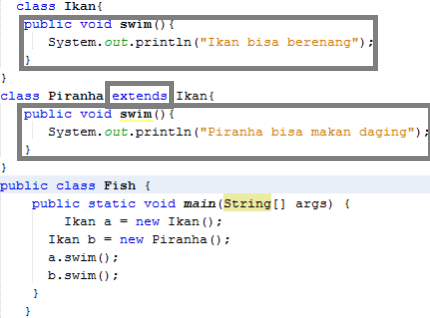 class Ikan{
public void swim(){
System.out.println("Ikan bisa berenang");
}
}
class Piranha extends Ikan{
public void swim(){
System.out.println("Piranha bisa makan daging");
}
}
public class Fish {
public static void main(String[] args) {
Ikan a = new Ikan();
Ikan b = new Piranha();
a.swim();
b.swim();
}
}